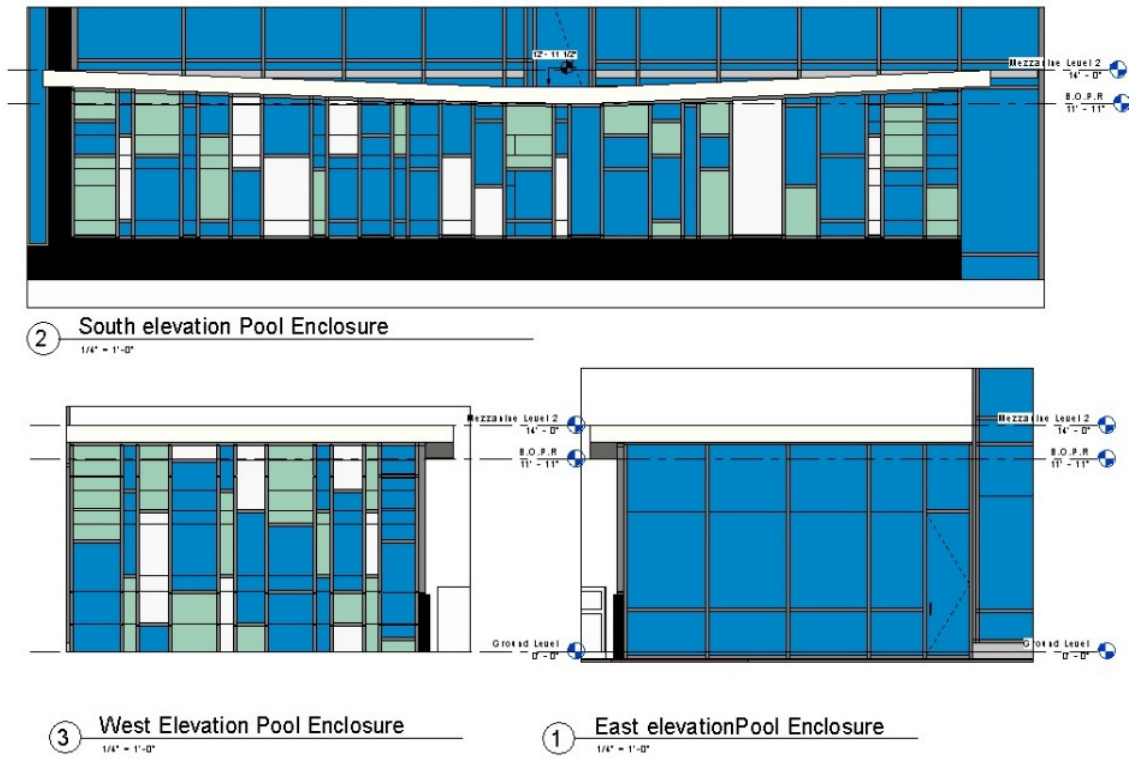 12' - 11 1/2"
Mezzanine Level 2
14' - 0"
B.O.P.R
11' - 11"
2 South elevation Pool Enclosure
1/4" = 1'-0"
Mezzanine Level 2
14' - 0"
B.O.P.R
11' - 11"
Ground Level
0' - 0"
Mezzanine Level 2
14' - 0"
B.O.P.R
11' - 11"
Ground Level
0' - 0"
3 West Elevation Pool Enclosure
1/4" = 1'-0"
1 East elevationPool Enclosure
1/4" = 1'-0"